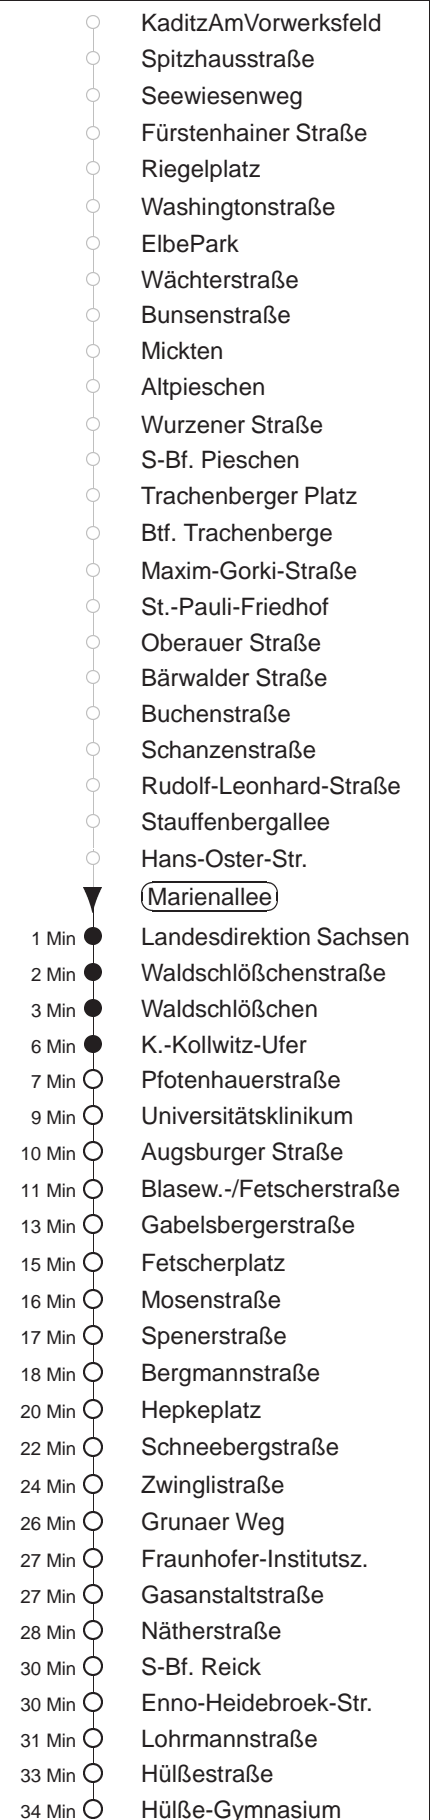 KaditzAmVorwerksfeld
Spitzhausstraße
Seewiesenweg
Fürstenhainer Straße
Riegelplatz
Washingtonstraße
ElbePark
Wächterstraße
Bunsenstraße
Mickten
Altpieschen
Wurzener Straße
S-Bf. Pieschen
Trachenberger Platz
Btf. Trachenberge
Maxim-Gorki-Straße
St.-Pauli-Friedhof
Oberauer Straße
Bärwalder Straße
Buchenstraße
Schanzenstraße
Rudolf-Leonhard-Straße
Stauffenbergallee
Hans-Oster-Str.
Marienallee
1 Min Landesdirektion Sachsen
2 Min Waldschlößchenstraße
3 Min Waldschlößchen
6 Min K.-Kollwitz-Ufer
7 Min Pfotenhauerstraße
9 Min Universitätsklinikum
10 Min Augsburger Straße
11 Min Blasew.-/Fetscherstraße
13 Min Gabelsbergerstraße
15 Min Fetscherplatz
16 Min Mosenstraße
17 Min Spenerstraße
18 Min Bergmannstraße
20 Min Hepkeplatz
22 Min Schneebergstraße
24 Min Zwinglistraße
26 Min Grunaer Weg
27 Min Fraunhofer-Institutsz.
27 Min Gasanstaltstraße
28 Min Nätherstraße
30 Min S-Bf. Reick
30 Min Enno-Heidebroek-Str.
31 Min Lohrmannstraße
33 Min Hülßestraße
34 Min Hülße-Gymnasium